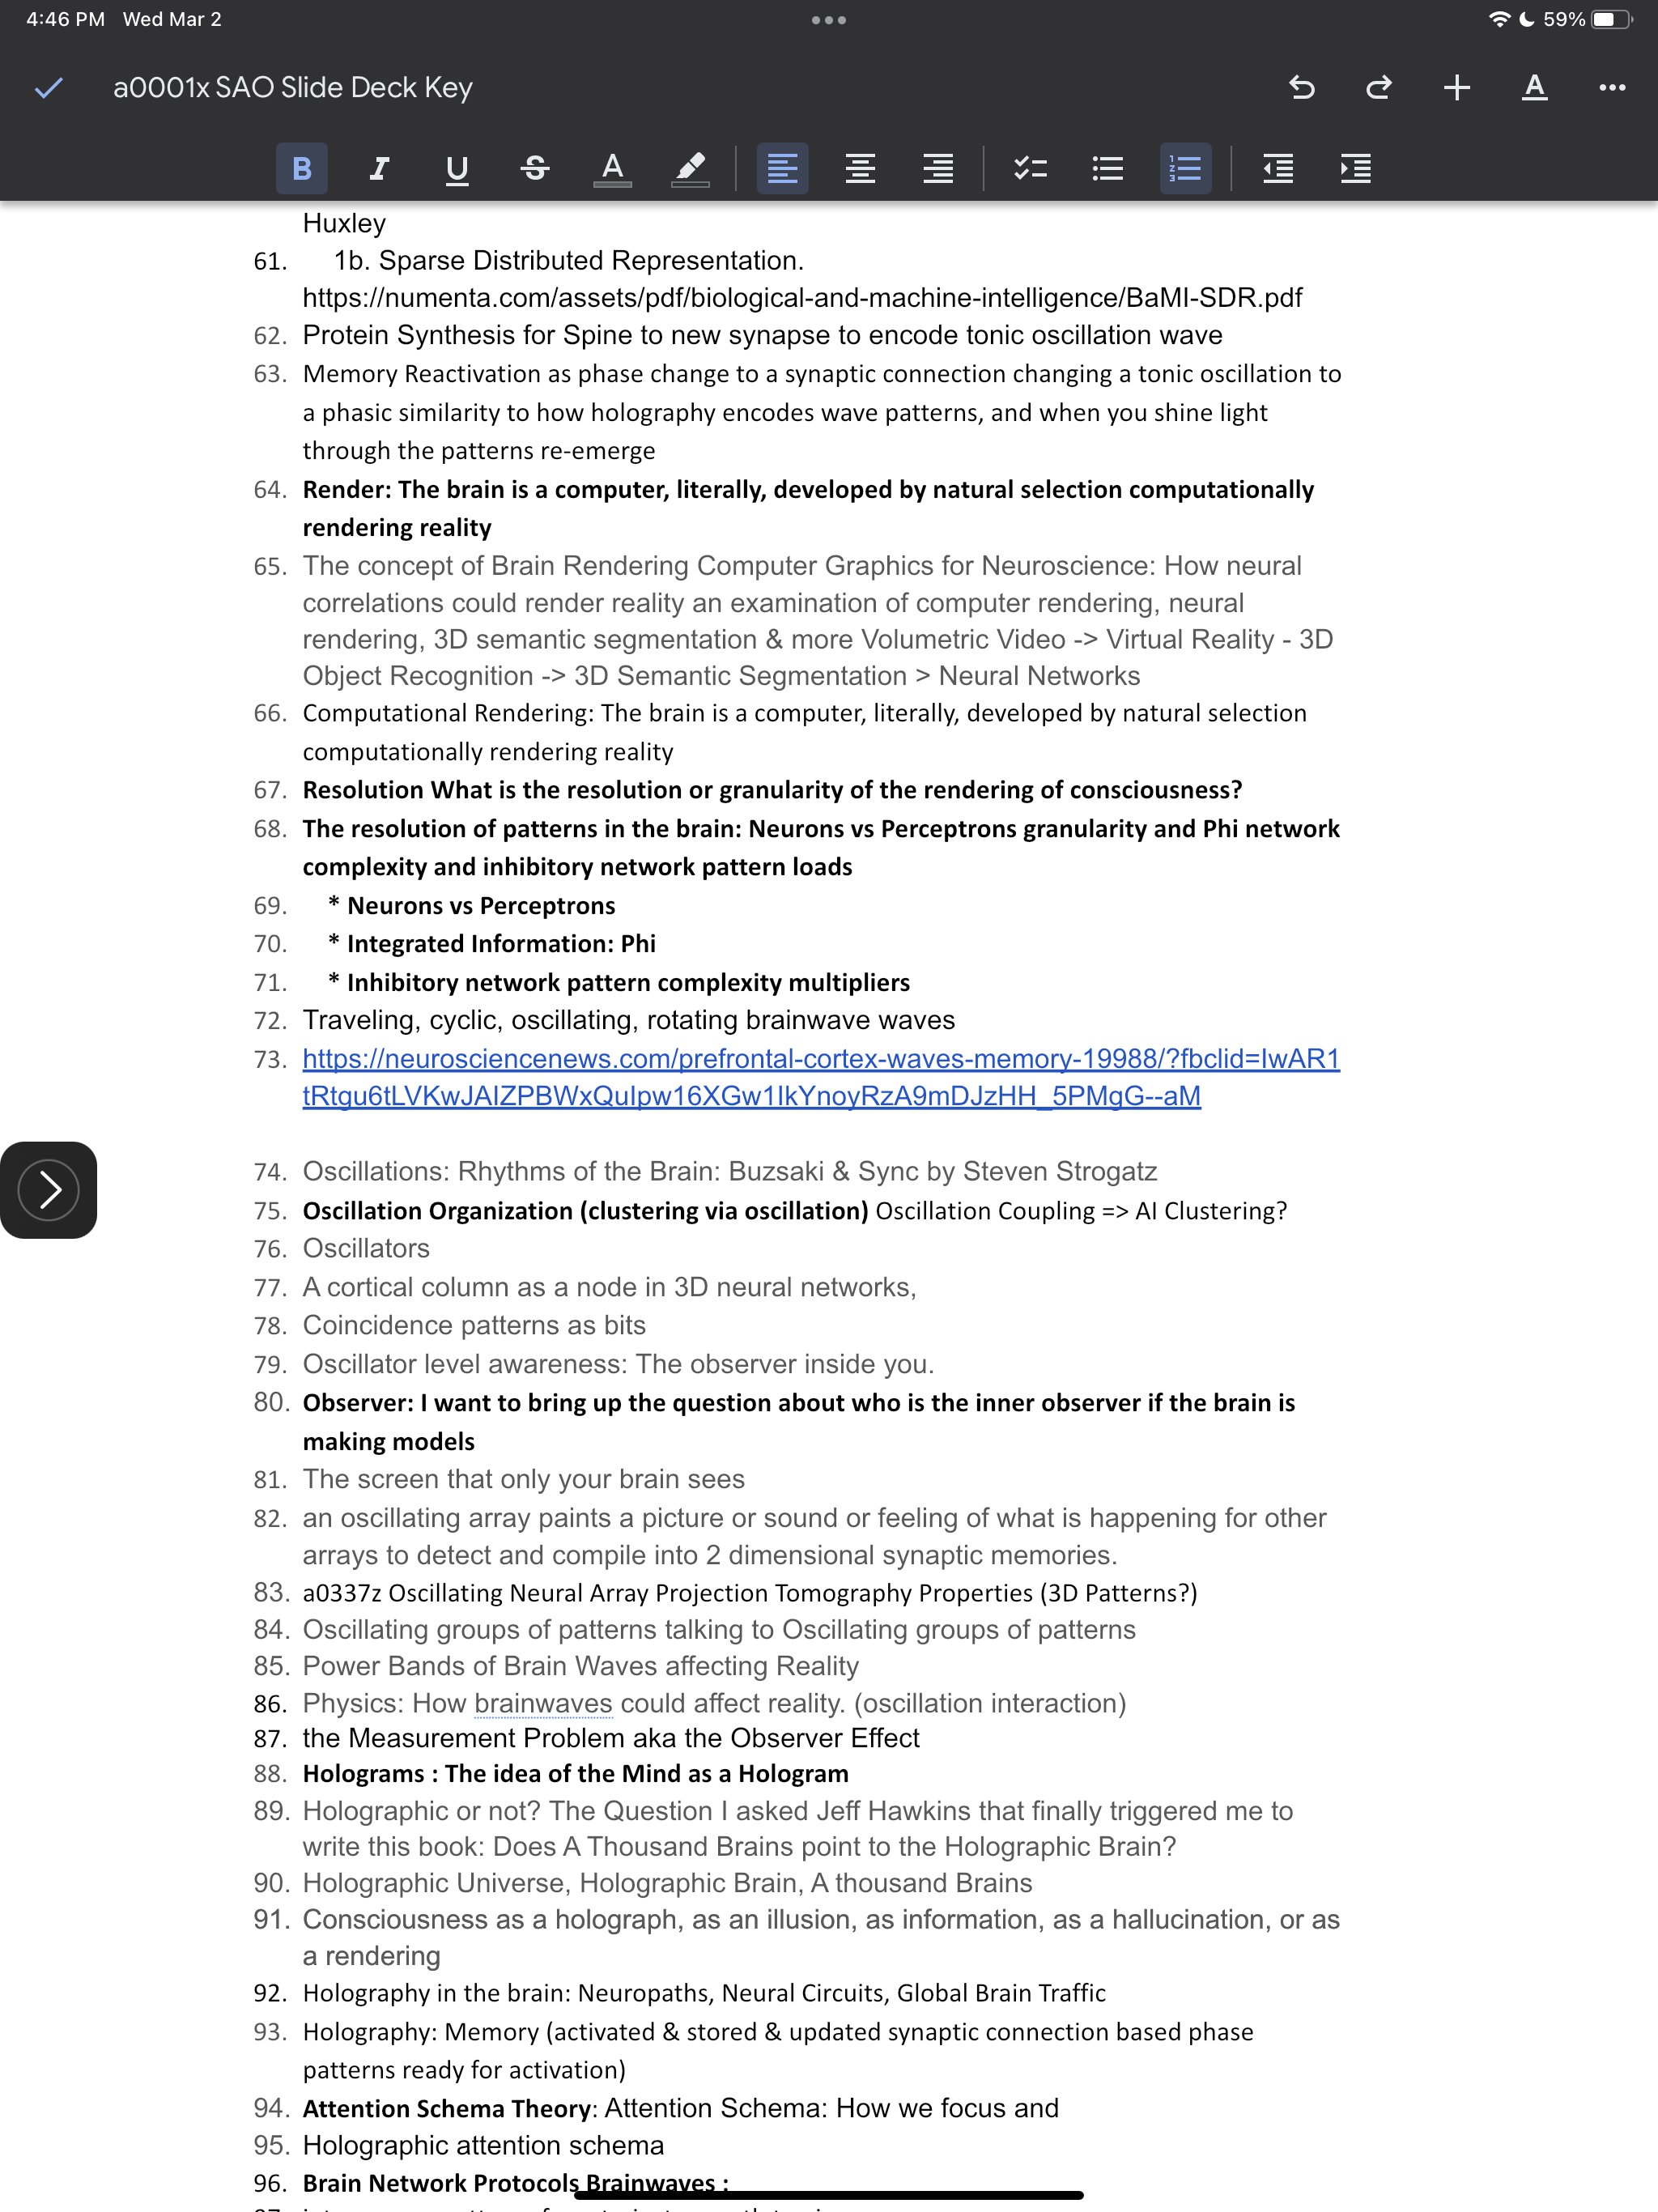 4:46 PM Wed Mar 2
59%
a0001x SAO Slide Deck Key
Huxley
61. 1b. Sparse Distributed Representation.
https://numenta.com/assets/pdf/biological-and-machine-intelligence/BaMI-SDR.pdf
62. Protein Synthesis for Spine to new synapse to encode tonic oscillation wave
63. Memory Reactivation as phase change to a synaptic connection changing a tonic oscillation to
a phasic similarity to how holography encodes wave patterns, and when you shine light
through the patterns re-emerge
64. Render: The brain is a computer, literally, developed by natural selection computationally
rendering reality
65. The concept of Brain Rendering Computer Graphics for Neuroscience: How neural
correlations could render reality an examination of computer rendering, neural
rendering, 3D semantic segmentation & more Volumetric Video -> Virtual Reality - 3D
Object Recognition -> 3D Semantic Segmentation > Neural Networks
66. Computational Rendering: The brain is a computer, literally, developed by natural selection
computationally rendering reality
67. Resolution What is the resolution or granularity of the rendering of consciousness?
68. The resolution of patterns in the brain: Neurons vs Perceptrons granularity and Phi network
complexity and inhibitory network pattern loads
69. * Neurons vs Perceptrons
70. * Integrated Information: Phi
71. * Inhibitory network pattern complexity multipliers
72. Traveling, cyclic, oscillating, rotating brainwave waves
73. https://neurosciencenews.com/prefrontal-cortex-waves-memory-19988/?fbclid=IwAR1
tRtgu6tLVKwJAIZPBWxQuIpw16XGw1IkYnoyRzA9mDJzHH_5PMgG--aM
74. Oscillations: Rhythms of the Brain: Buzsaki & Sync by Steven Strogatz
75. Oscillation Organization (clustering via oscillation) Oscillation Coupling => AI Clustering?
76. Oscillators
77. A cortical column as a node in 3D neural networks,
78. Coincidence patterns as bits
79. Oscillator level awareness: The observer inside you.
80. Observer: I want to bring up the question about who is the inner observer if the brain is
making models
81. The screen that only your brain sees
82. an oscillating array paints a picture or sound or feeling of what is happening for other
arrays to detect and compile into 2 dimensional synaptic memories.
83. a0337z Oscillating Neural Array Projection Tomography Properties (3D Patterns?)
84. Oscillating groups of patterns talking to Oscillating groups of patterns
85. Power Bands of Brain Waves affecting Reality
86. Physics: How brainwaves could affect reality. (oscillation interaction)
87. the Measurement Problem aka the Observer Effect
88. Holograms : The idea of the Mind as a Hologram
89. Holographic or not? The Question I asked Jeff Hawkins that finally triggered me to
write this book: Does A Thousand Brains point to the Holographic Brain?
90. Holographic Universe, Holographic Brain, A thousand Brains
91. Consciousness as a holograph, as an illusion, as information, as a hallucination, or as
a rendering
92. Holography in the brain: Neuropaths, Neural Circuits, Global Brain Traffic
93. Holography: Memory (activated & stored & updated synaptic connection based phase
patterns ready for activation)
94. Attention Schema Theory: Attention Schema: How we focus and
95. Holographic attention schema
96. Brain Network Protocols Brainwaves :